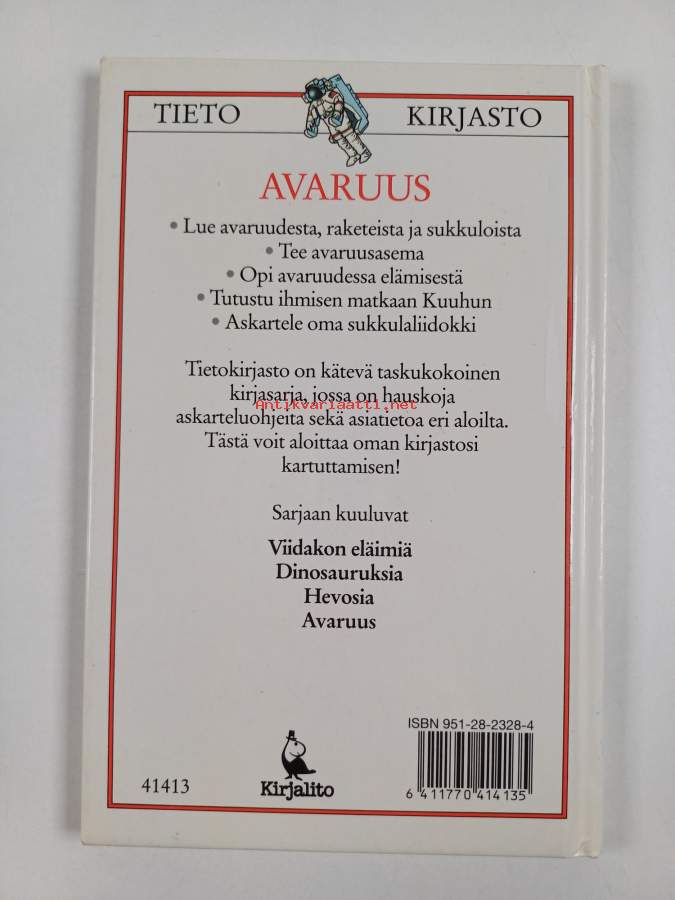 TIETO KIRJASTO
AVARUUS
• Lue avaruudesta, raketeista ja sukkuloista
• Tee avaruusasema
• Opi avaruudessa elämisestä
• Tutustu ihmisen matkaan Kuuhun
• Askartele oma sukkulaliidokki
Tietokirjasto on kätevä taskukokoinen
kirjasarja, jossa on hauskoja
Antikvariaatti.net
askarteluohjeita sekä asiatietoa eri aloilta.
Tästä voit aloittaa oman kirjastosi
kartuttamisen!
Sarjaan kuuluvat
Viidakon eläimiä
Dinosauruksia
Hevosia
Avaruus
ISBN 951-28-2328-4
41413
Kirjalito
6 411770 414135